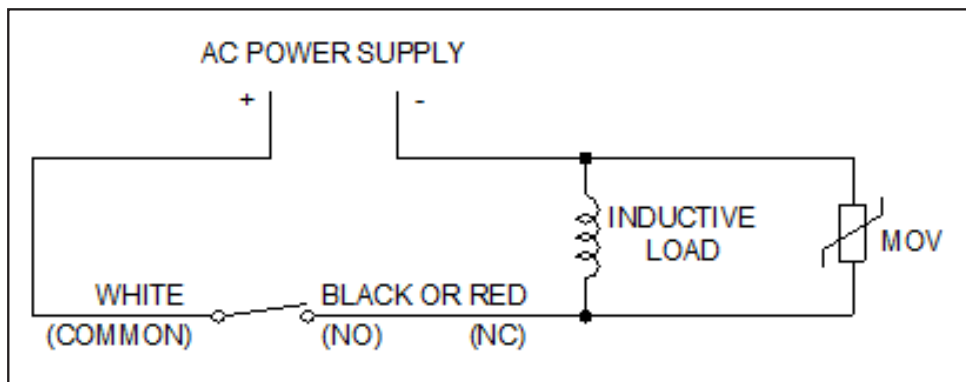 AC POWER SUPPLY
+ -
INDUCTIVE
LOAD
MOV
WHITE BLACK OR RED
(COMMON) (NO) (NC)